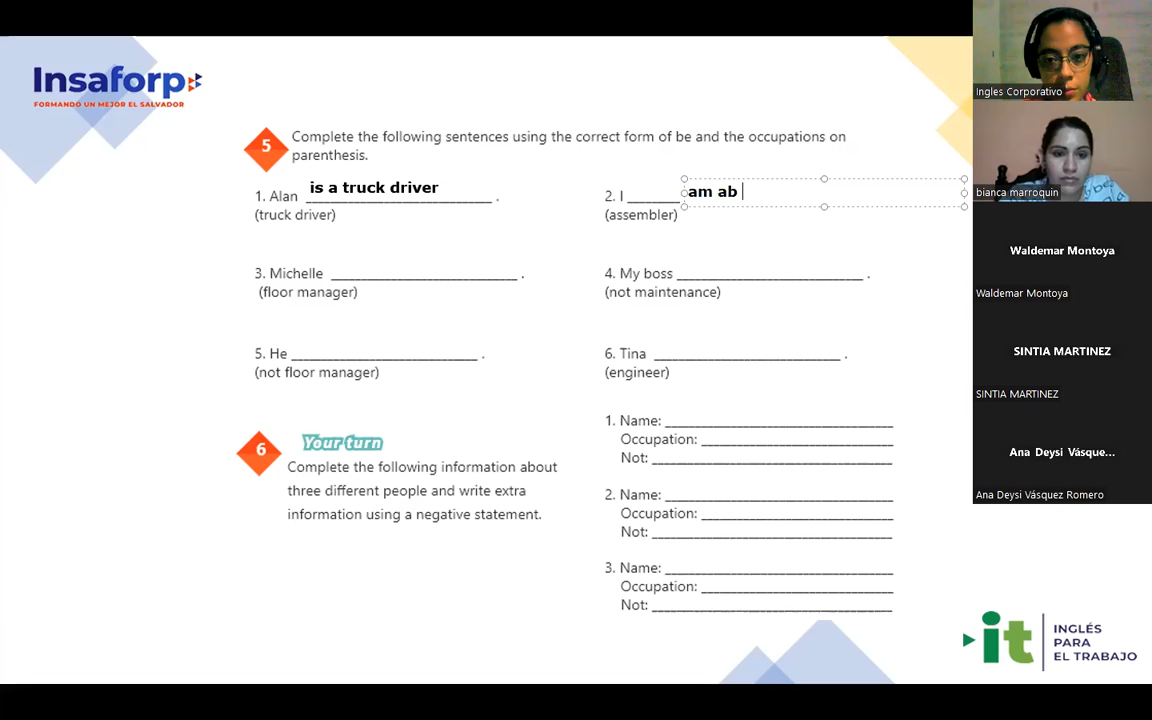 Insaforp
FORMANDO UN MEJOR EL SALVADOR
5
Complete the following sentences using the correct form of be and the occupations on
parenthesis.
1. Alan is a truck driver .
(truck driver)
2. I am ab
(assembler)
3. Michelle .
(floor manager)
4. My boss .
(not maintenance)
5. He .
(not floor manager)
6. Tina .
(engineer)
6
Your turn
Complete the following information about
three different people and write extra
information using a negative statement.
1. Name:
Occupation:
Not:
2. Name:
Occupation:
Not:
3. Name:
Occupation:
Not:
it
INGLÉS
PARA
EL TRABAJO
Ingles Corporativo
bianca marroquin
Waldemar Montoya
Waldemar Montoya
SINTIA MARTINEZ
SINTIA MARTINEZ
Ana Deysi Vásque...
Ana Deysi Vásquez Romero